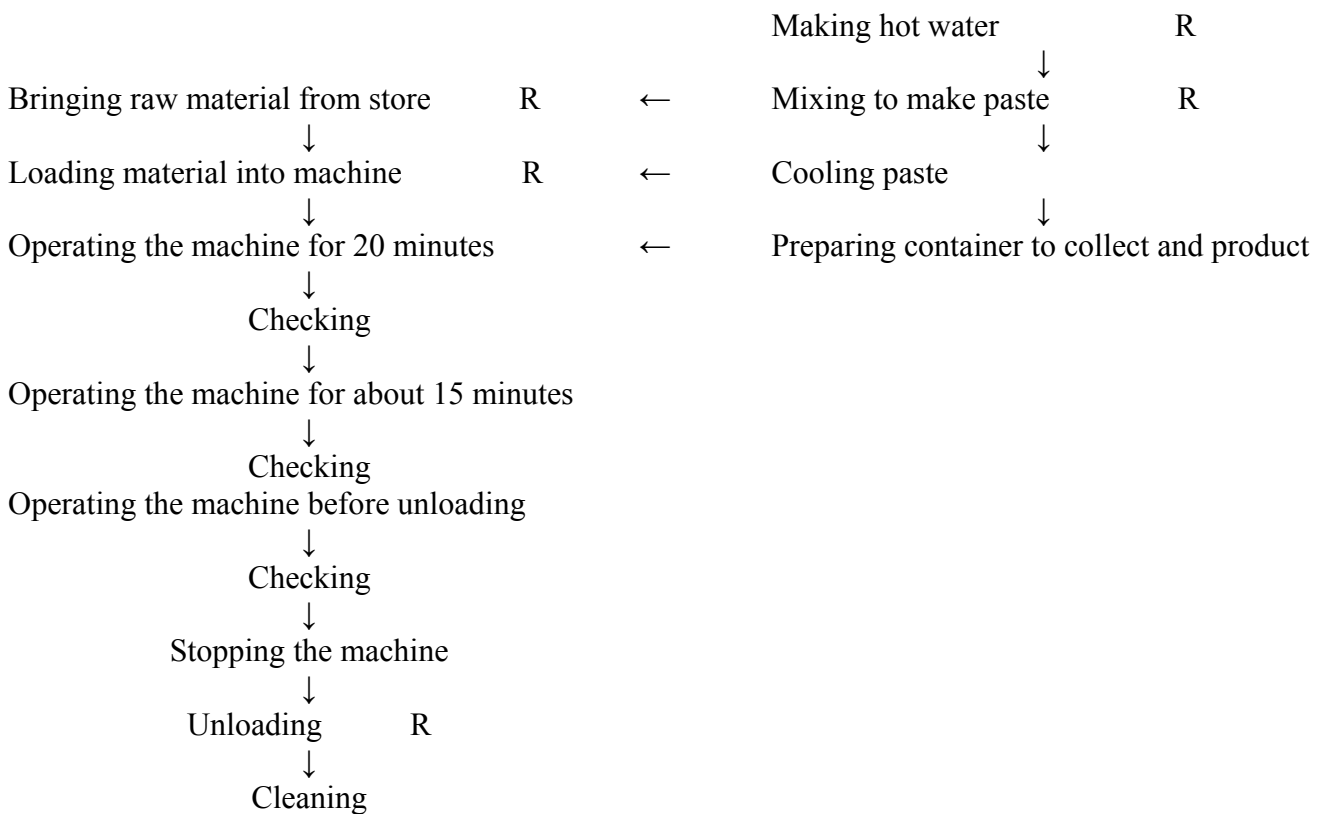 Making hot water R
↓
Bringing raw material from store R ← Mixing to make paste R
↓ ↓
Loading material into machine R ← Cooling paste
↓ ↓
Operating the machine for 20 minutes ← Preparing container to collect and product
↓
Checking
↓
Operating the machine for about 15 minutes
↓
Checking
Operating the machine before unloading
↓
Checking
↓
Stopping the machine
↓
Unloading R
↓
Cleaning